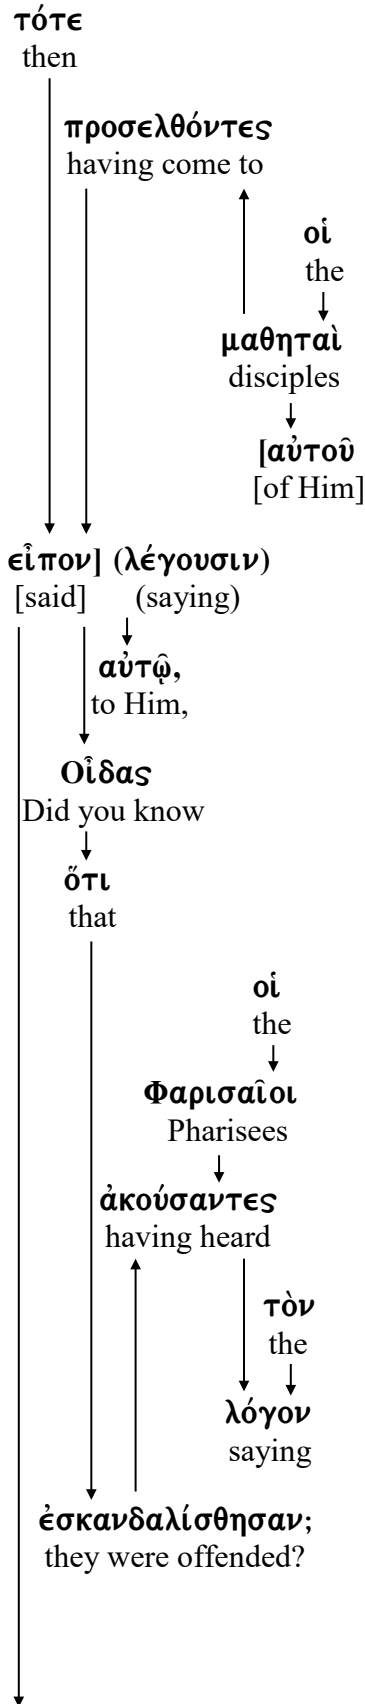 τότε
then
προσελθόντες
having come to
οἱ
the
μαθηταὶ
disciples
[αὐτοῦ
[of Him]
εἶπον] (λέγουσιν)
[said] (saying)
αὐτῷ,
to Him,
Οἶδας
Did you know
ὅτι
that
οἱ
the
Φαρισαῖοι
Pharisees
ἀκούσαντες
having heard
τὸν
the
λόγον
saying
ἐσκανδαλίσθησαν;
they were offended?